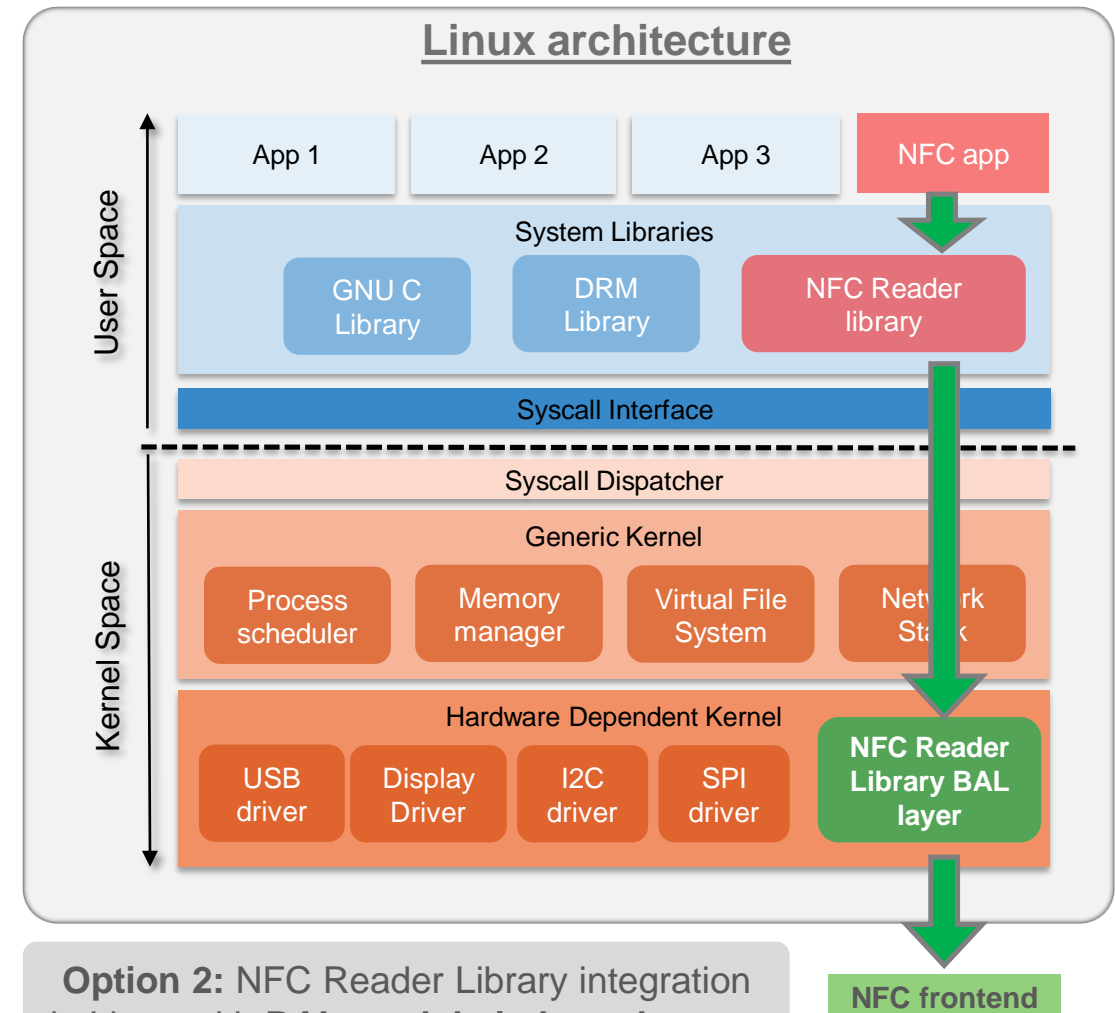 Linux architecture
User Space
App 1
App 2
App 3
NFC app
System Libraries
GNU C
Library
DRM
Library
NFC Reader
library
Syscall Interface
Kernel Space
Syscall Dispatcher
Generic Kernel
Process
scheduler
Memory
manager
Virtual File
System
Network
Stack
Hardware Dependent Kernel
USB
driver
Display
Driver
I2C
driver
SPI
driver
NFC Reader
Library BAL
layer
Option 2: NFC Reader Library integration
NFC frontend